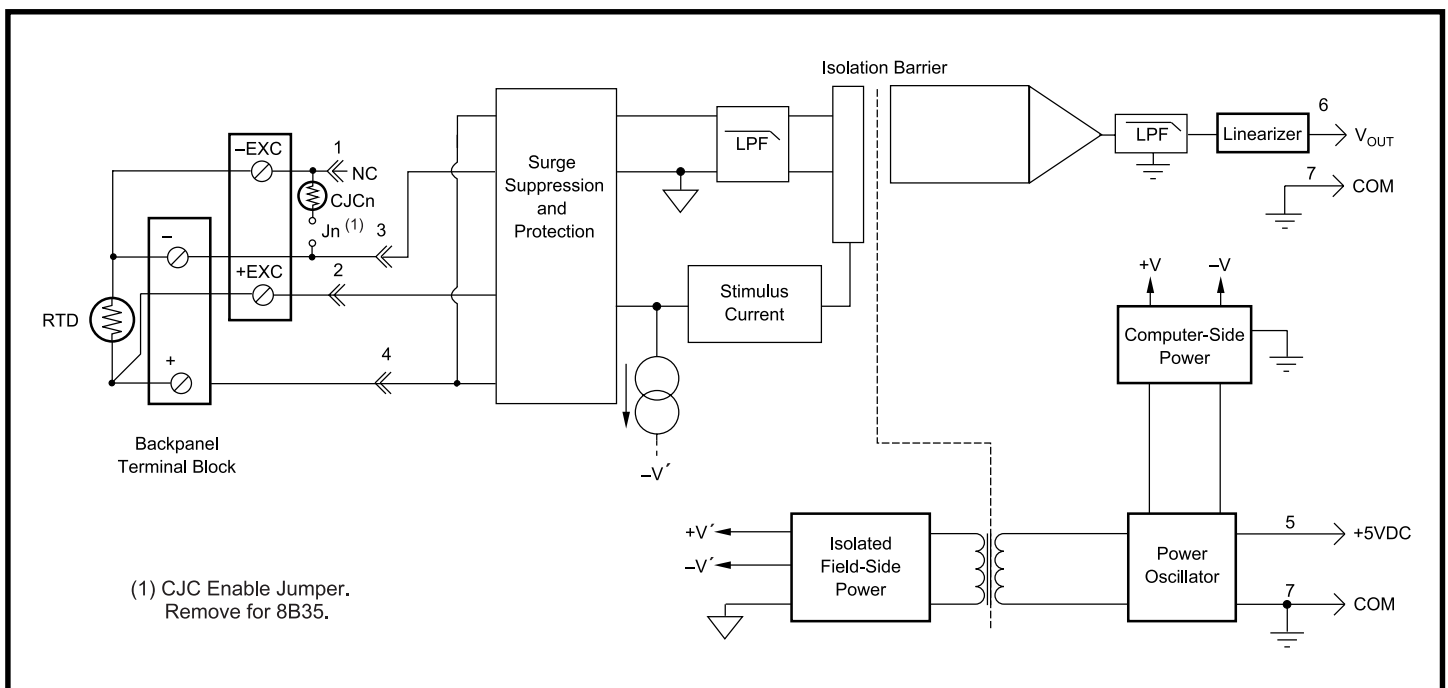 Isolation Barrier
–EXC
1
NC
CJCn
Jn (1)
3
–
+EXC
2
RTD
+
4
Backpanel
Terminal Block
Surge
Suppression
and
Protection
LPF
Stimulus
Current
–V´
LPF
Linearizer
6
VOUT
7
COM
+V
–V
Computer-Side
Power
+V´
–V´
Isolated
Field-Side
Power
Power
Oscillator
5
+5VDC
7
COM
(1) CJC Enable Jumper.
Remove for 8B35.